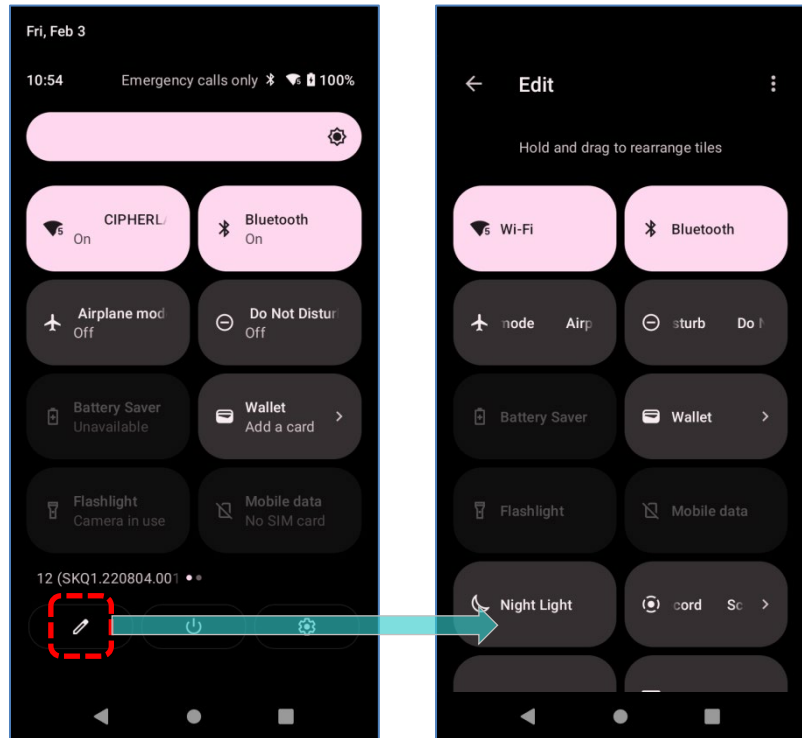 Fri, Feb 3
10:54 Emergency calls only 5 100%
CIPHERL
On
Bluetooth
On
Airplane mod
Off
Do Not Distur
Off
Battery Saver
Unavailable
Wallet
Add a card
Flashlight
Camera in use
Mobile data
No SIM card
12 (SKQ1.220804.001
Edit
Hold and drag to rearrange tiles
Wi-Fi
Bluetooth
mode Airp
sturb Do N
Battery Saver
Wallet
Flashlight
Mobile data
Night Light
cord Sc